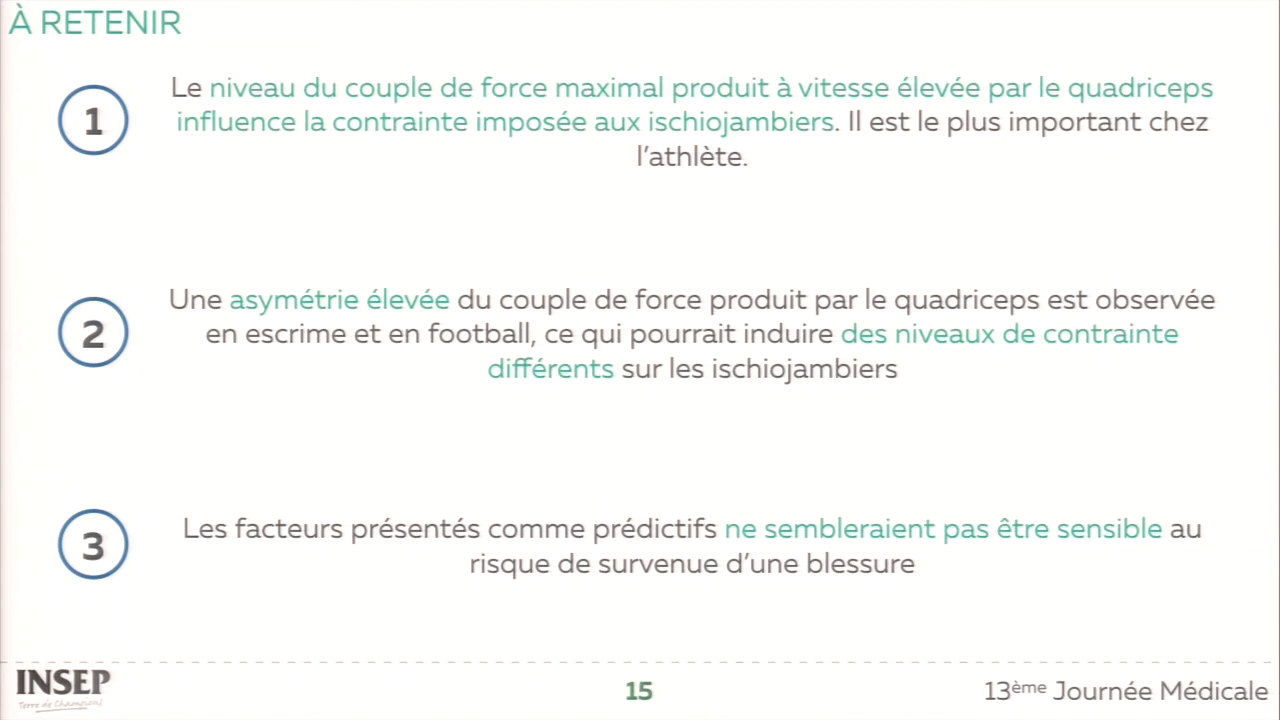 À RETENIR
1
Le niveau du couple de force maximal produit à vitesse élevée par le quadriceps
influence la contrainte imposée aux ischiojambiers. Il est le plus important chez
l'athlète.
2
Une asymétrie élevée du couple de force produit par le quadriceps est observée
en escrime et en football, ce qui pourrait induire des niveaux de contrainte
différents sur les ischiojambiers
3
Les facteurs présentés comme prédictifs ne sembleraient pas être sensible au
risque de survenue d'une blessure
INSEP
Terre de Champions
15
13ème Journée Médicale